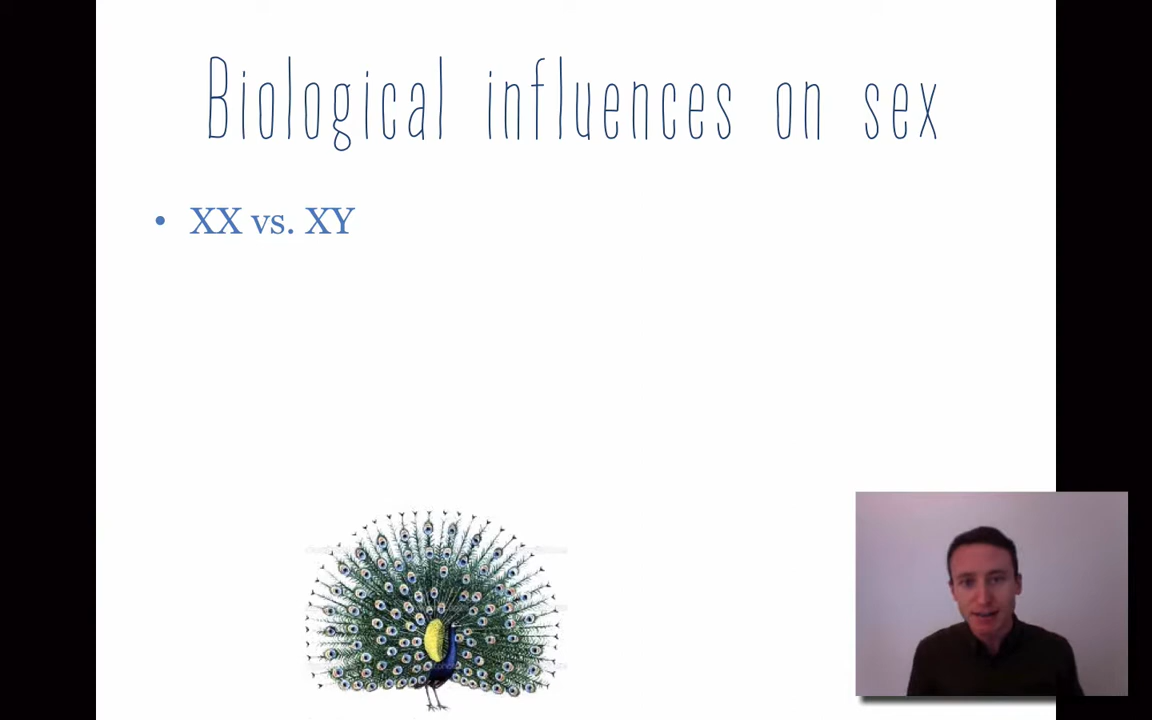 Biological influences on sex
• XX vs. XY